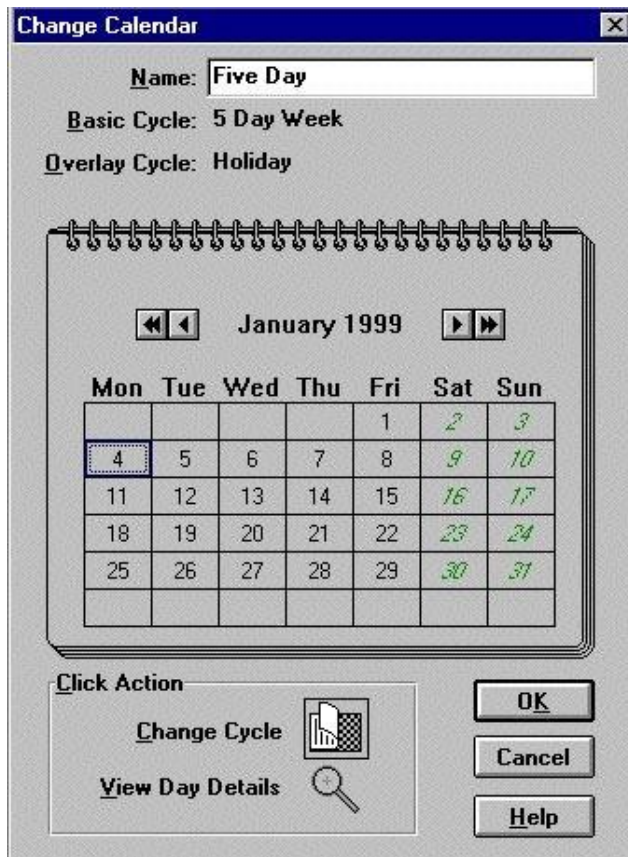 Change Calendar
Name: Five Day
Basic Cycle: 5 Day Week
Overlay Cycle: Holiday
January 1999
Mon Tue Wed Thu Fri Sat Sun
1 2 3
4 5 6 7 8 9 10
11 12 13 14 15 16 17
18 19 20 21 22 23 24
25 26 27 28 29 30 31
Click Action
Change Cycle
View Day Details
OK
Cancel
Help